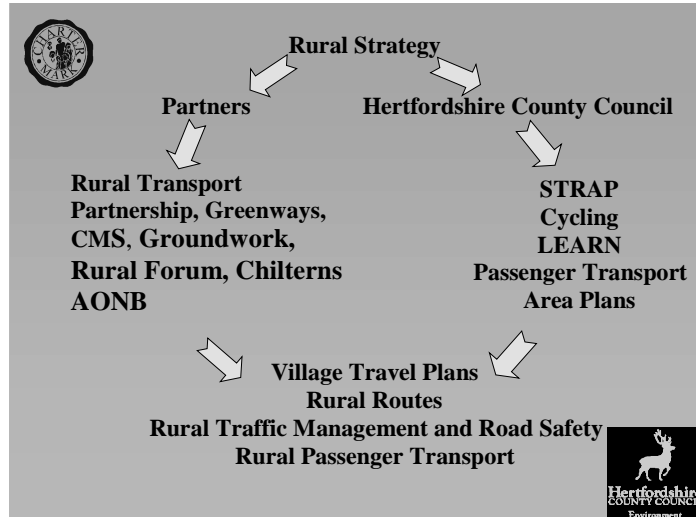 CHARTER
MARK
Rural Strategy
Partners
Hertfordshire County Council
Rural Transport
Partnership, Greenways,
CMS, Groundwork,
Rural Forum, Chilterns
AONB
STRAP
Cycling
LEARN
Passenger Transport
Area Plans
Village Travel Plans
Rural Routes
Rural Traffic Management and Road Safety
Rural Passenger Transport
Hertfordshire
COUNTY COUNCIL
Environment